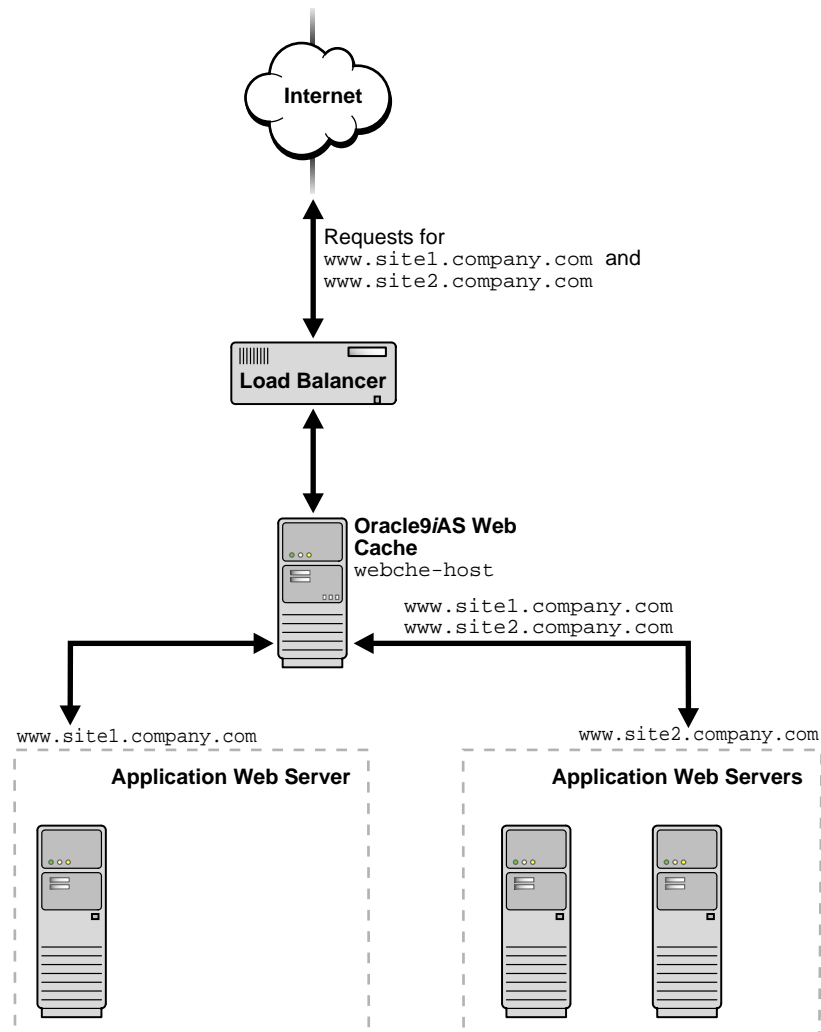 Internet
Requests for
www.site1.company.com and
www.site2.company.com
Load Balancer
Oracle9iAS Web
Cache
webche-host
www.site1.company.com
www.site2.company.com
www.site1.company.com
www.site2.company.com
Application Web Server
Application Web Servers